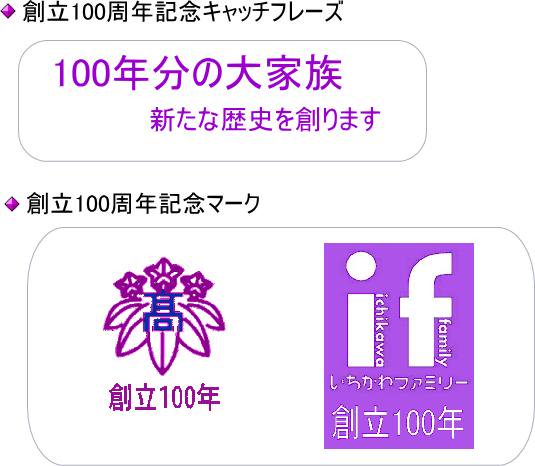 創立100周年記念キャッチフレーズ
100年分の大家族
新たな歴史を創ります
創立100周年記念マーク
髙
創立100年
if
ichikawa
family
いちかわファミリー
創立100年